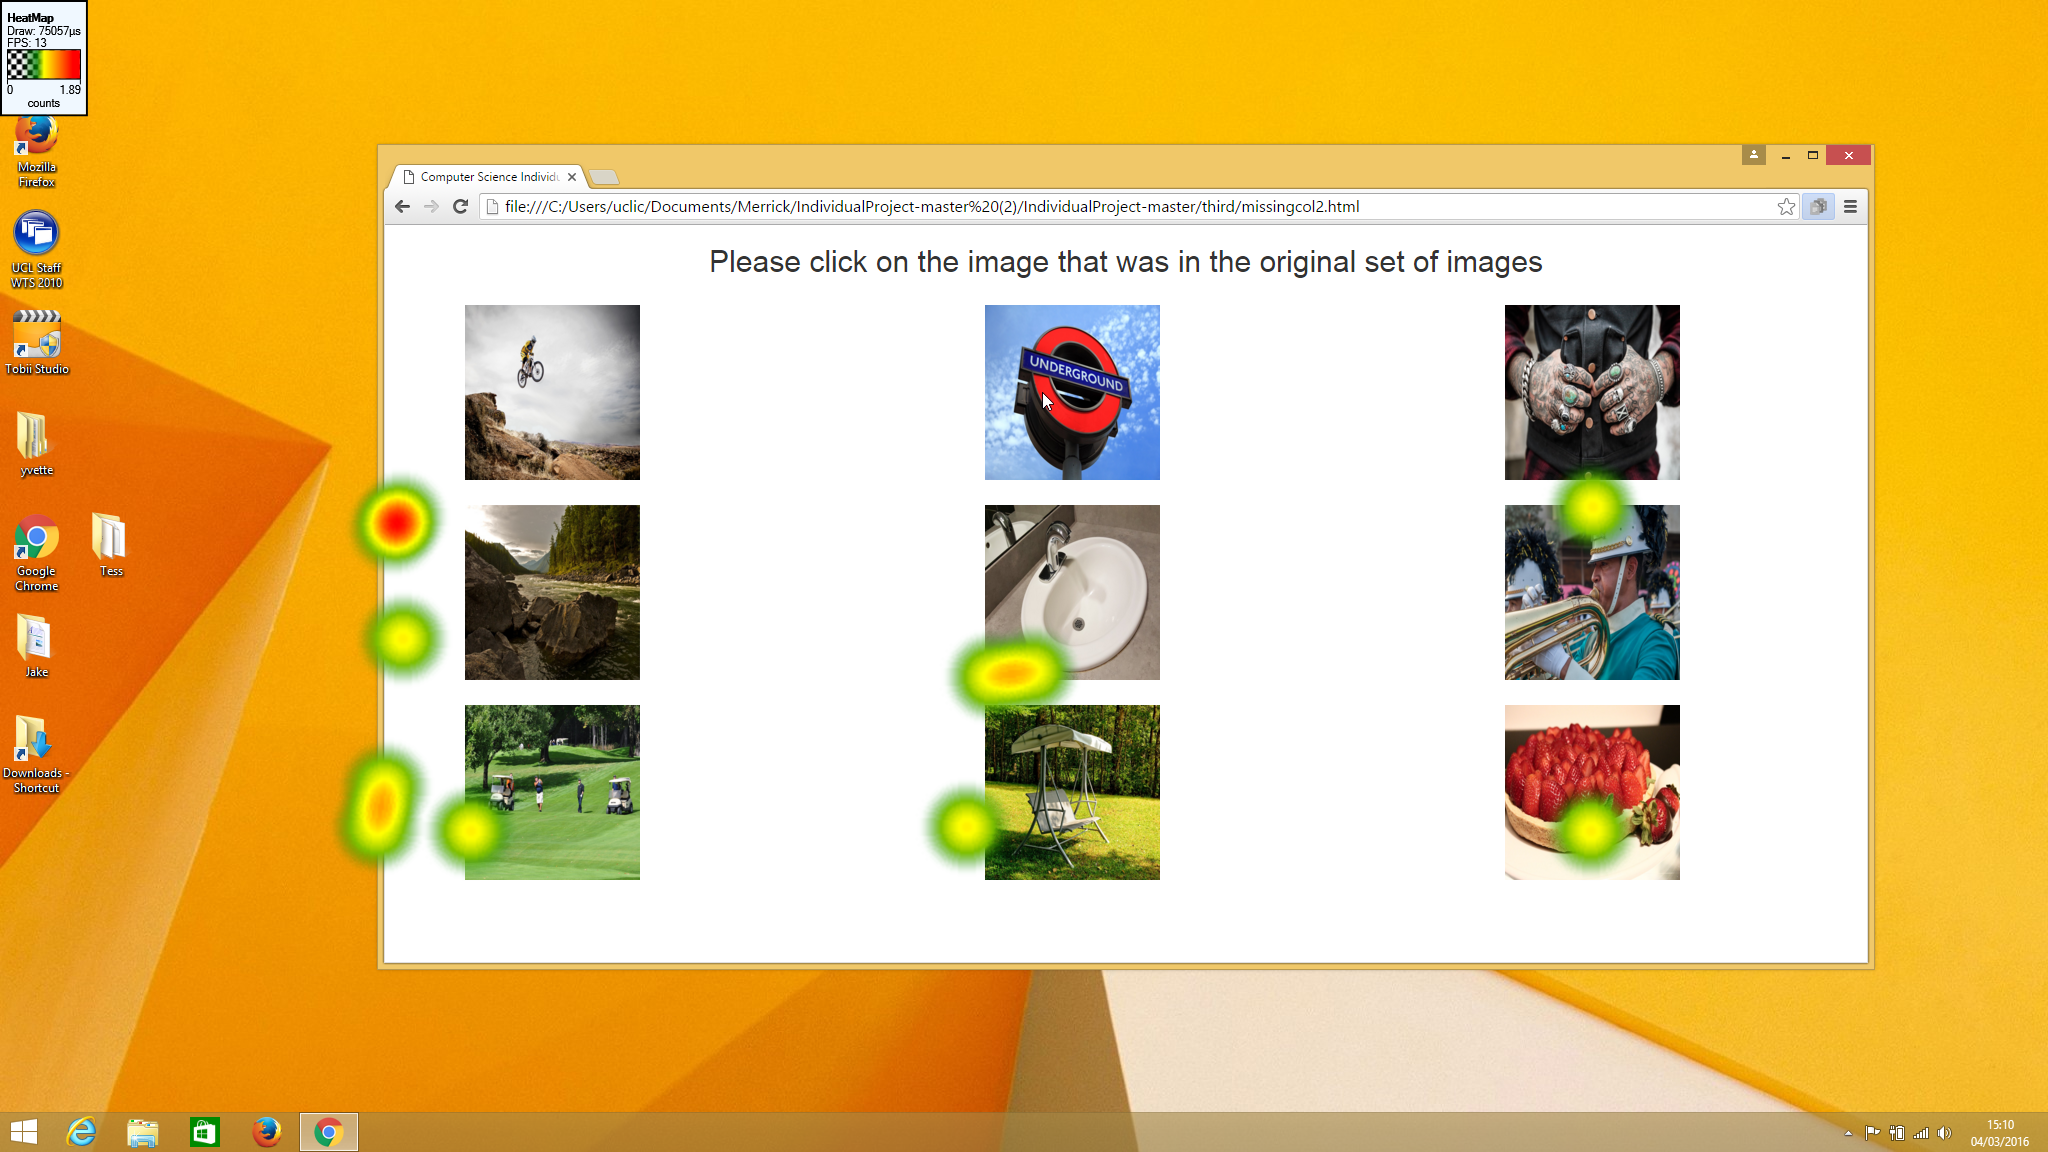 HeatMap
Draw: 75057µs
FPS: 13
0 1.89
counts
Mozilla
Firefox
UCL Staff
WTS 2010
Tobii Studio
yvette
Google
Chrome
Tess
Jake
Downloads -
Shortcut
Computer Science Individu
file:///C:/Users/uclic/Documents/Merrick/IndividualProject-master%20(2)/IndividualProject-master/third/missingcol2.html
Please click on the image that was in the original set of images
UNDERGROUND
15:10
04/03/2016